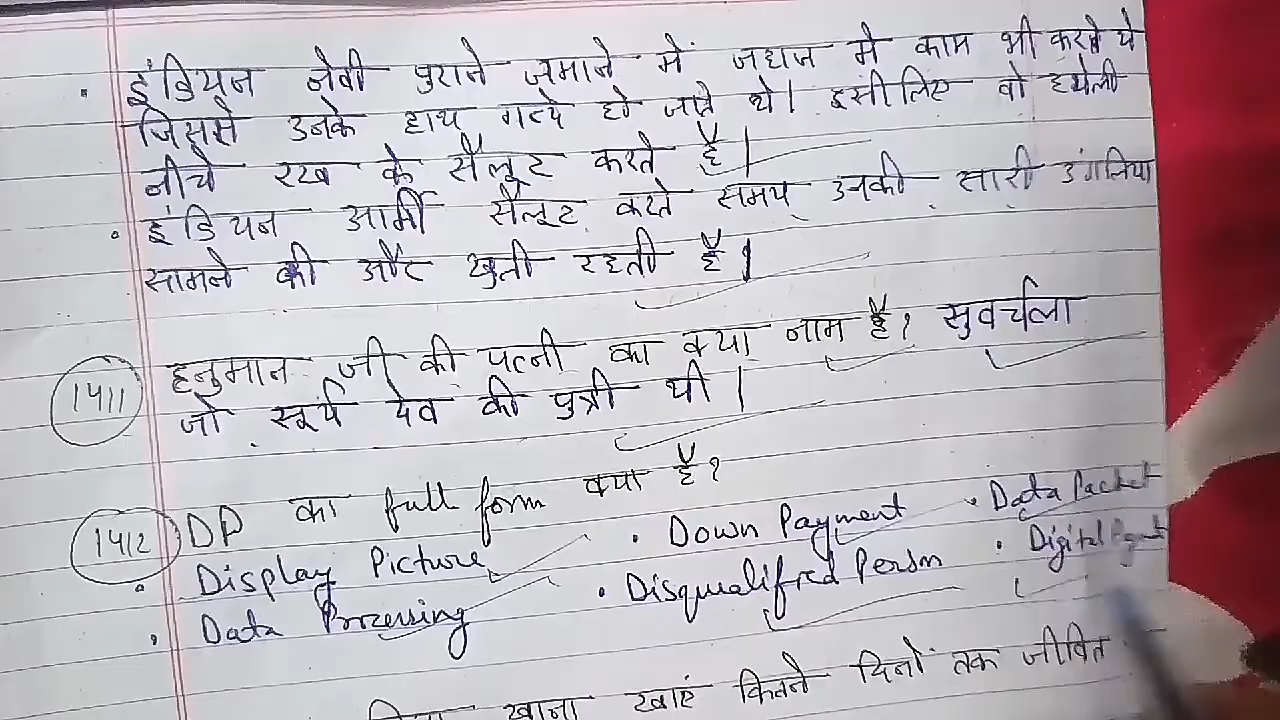 इंडियन नेवी पुराने ज़माने में जहाज मे काम भी करते थे
जिससे उनके हाथ गन्दे हो जाते थे। इसीलिए वो हथेली
नीचे रख के सैलूट करते है।
इंडियन आर्मी सैलूट करते समय उनकी सारी उंगलिया
सामने की और खुली रहती है।
1411 हनुमान जी की पत्नी का क्या नाम है? सुवर्चला
जो सूर्य देव की पुत्री थी।
1412 DP का full form क्या है?
• Display Picture • Down Payment • Data Packet
• Data Processing • Disqualified Person • Digital
खाना खाएं कितने दिनों तक जीवित